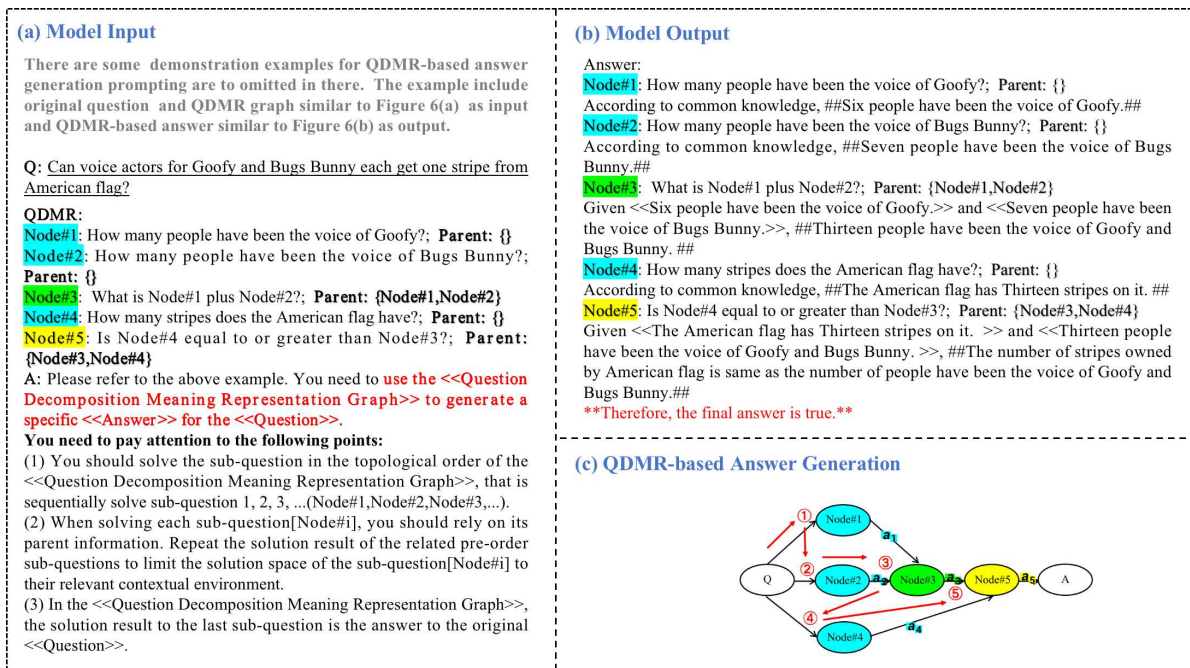 (a) Model Input
There are some demonstration examples for QDMR-based answer
generation prompting are to omitted in there. The example include
original question and QDMR graph similar to Figure 6(a) as input
and QDMR-based answer similar to Figure 6(b) as output.
Q: Can voice actors for Goofy and Bugs Bunny each get one stripe from
American flag?
QDMR:
Node#1: How many people have been the voice of Goofy?; Parent: {}
Node#2: How many people have been the voice of Bugs Bunny?;
Parent: {}
Node#3: What is Node#1 plus Node#2?; Parent: {Node#1,Node#2}
Node#4: How many stripes does the American flag have?; Parent: {}
Node#5: Is Node#4 equal to or greater than Node#3?; Parent:
{Node#3,Node#4}
A: Please refer to the above example. You need to use the <<Question
Decomposition Meaning Representation Graph>> to generate a
specific <<Answer>> for the <<Question>>.
You need to pay attention to the following points:
(1) You should solve the sub-question in the topological order of the
<<Question Decomposition Meaning Representation Graph>>, that is
sequentially solve sub-question 1, 2, 3, ...(Node#1,Node#2,Node#3,...).
(2) When solving each sub-question[Node#i], you should rely on its
parent information. Repeat the solution result of the related pre-order
sub-questions to limit the solution space of the sub-question[Node#i] to
their relevant contextual environment.
(3) In the <<Question Decomposition Meaning Representation Graph>>,
the solution result to the last sub-question is the answer to the original
<<Question>>.
(b) Model Output
Answer:
Node#1: How many people have been the voice of Goofy?; Parent: {}
According to common knowledge, ##Six people have been the voice of Goofy.##
Node#2: How many people have been the voice of Bugs Bunny?; Parent: {}
According to common knowledge, ##Seven people have been the voice of Bugs
Bunny.##
Node#3: What is Node#1 plus Node#2?; Parent: {Node#1,Node#2}
Given <<Six people have been the voice of Goofy.>> and <<Seven people have been
the voice of Bugs Bunny.>>, ##Thirteen people have been the voice of Goofy and
Bugs Bunny. ##
Node#4: How many stripes does the American flag have?; Parent: {}
According to common knowledge, ##The American flag has Thirteen stripes on it. ##
Node#5: Is Node#4 equal to or greater than Node#3?; Parent: {Node#3,Node#4}
Given <<The American flag has Thirteen stripes on it. >> and <<Thirteen people
have been the voice of Goofy and Bugs Bunny. >>, ##The number of stripes owned
by American flag is same as the number of people have been the voice of Goofy and
Bugs Bunny.##
**Therefore, the final answer is true.**
(c) QDMR-based Answer Generation
① Node#1
a1
② ③
Q Node#2 a2 Node#3 a3 Node#5 a5 A
④ ⑤
Node#4 a4